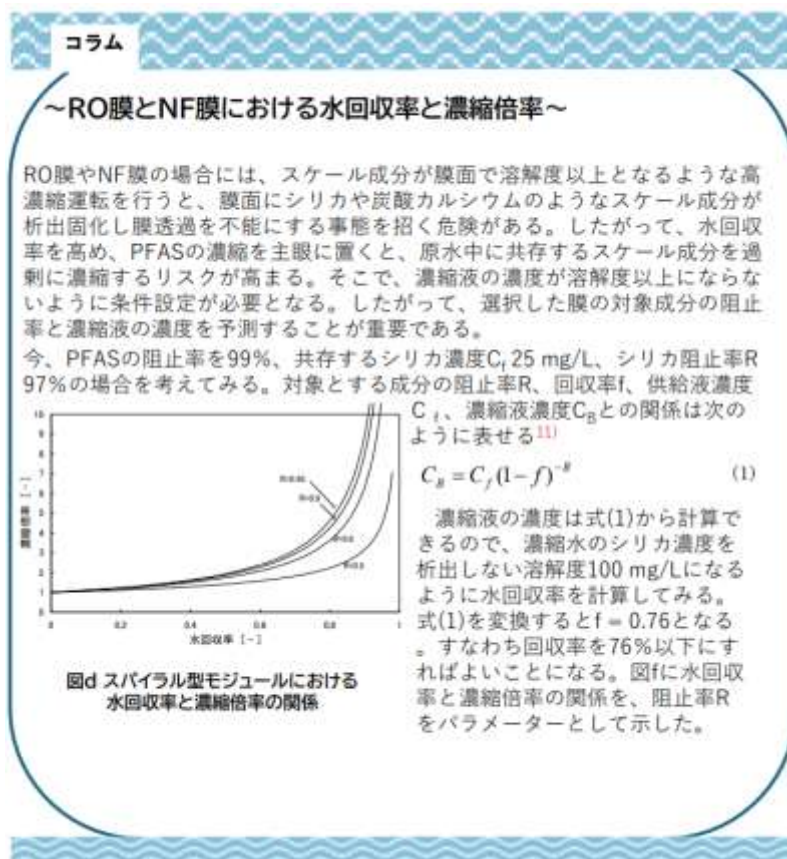 コラム
～RO膜とNF膜における水回収率と濃縮倍率～
RO膜やNF膜の場合には、スケール成分が膜面で溶解度以上となるような高
濃縮運転を行うと、膜面にシリカや炭酸カルシウムのようなスケール成分が
析出固化し膜透過を不能にする事態を招く危険がある。したがって、水回収
率を高め、PFASの濃縮を主眼に置くと、原水中に共存するスケール成分を過
剰に濃縮するリスクが高まる。そこで、濃縮液の濃度が溶解度以上にならな
いように条件設定が必要となる。したがって、選択した膜の対象成分の阻止
率と濃縮液の濃度を予測することが重要である。
今、PFASの阻止率を99%、共存するシリカ濃度Cf 25 mg/L、シリカ阻止率R
97%の場合を考えてみる。対象とする成分の阻止率R、回収率f、供給液濃度
C f、濃縮液濃度CBとの関係は次の
ように表せる11)
CB = Cf (1 − f)^−R (1)
濃縮液の濃度は式(1)から計算で
きるので、濃縮水のシリカ濃度を
析出しない溶解度100 mg/Lになる
ように水回収率を計算してみる。
式(1)を変換するとf = 0.76となる
。すなわち回収率を76%以下にす
ればよいことになる。図fに水回収
率と濃縮倍率の関係を、阻止率R
をパラメーターとして示した。
濃縮倍率 [-]
10
9
8
7
6
5
4
3
2
1
0
0 0.2 0.4 0.6 0.8 1
水回収率 [-]
図d スパイラル型モジュールにおける
水回収率と濃縮倍率の関係